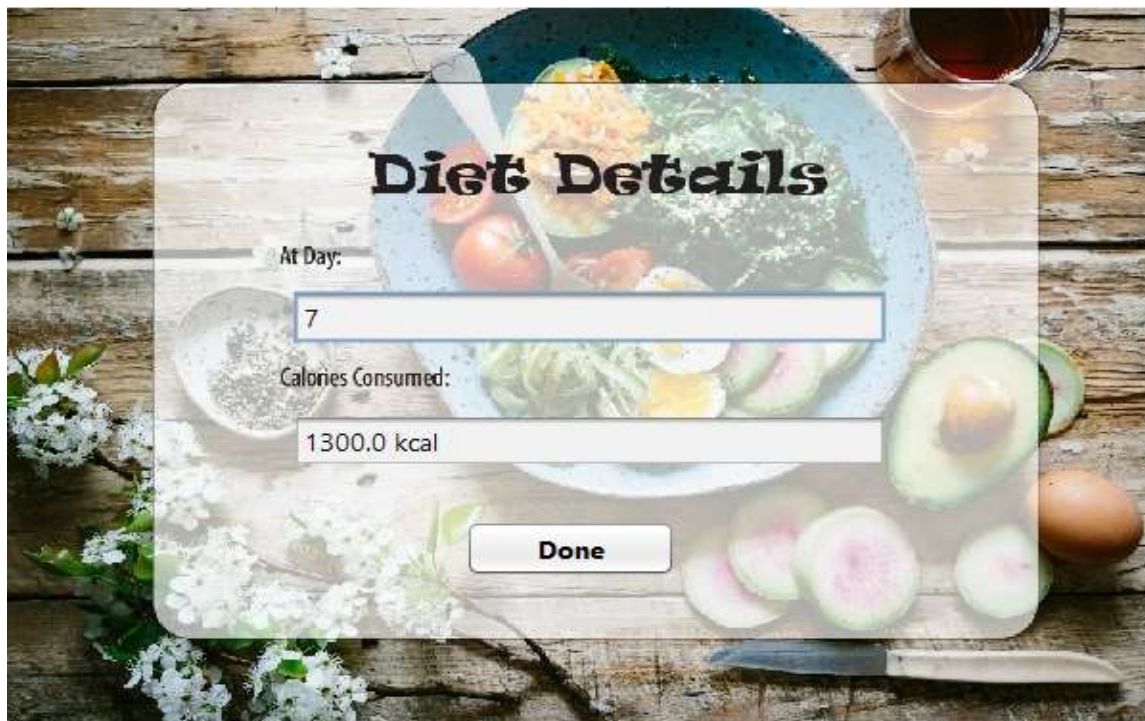 Diet Details
At Day:
7
Calories Consumed:
1300.0 kcal
Done